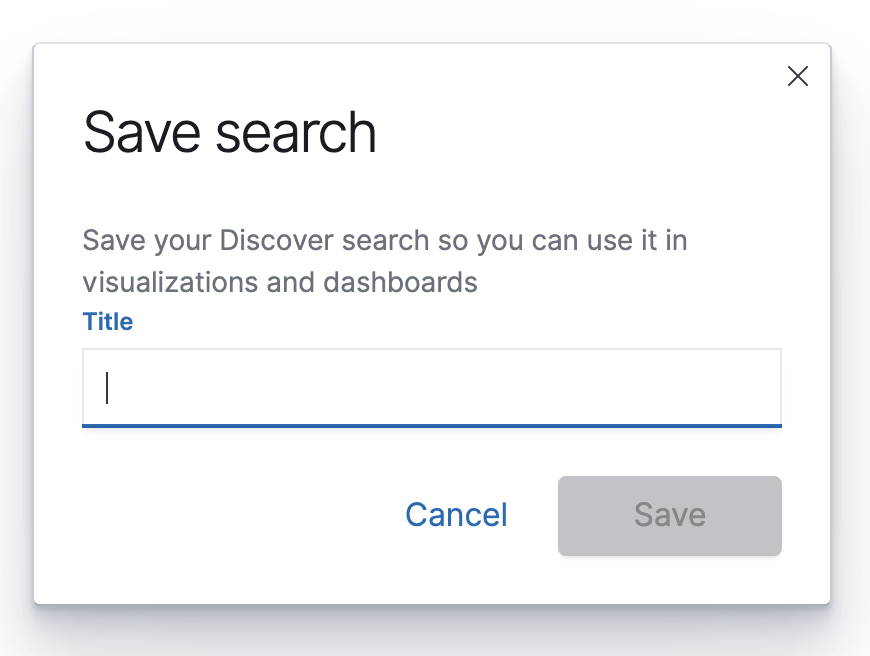 Save search
Save your Discover search so you can use it in
visualizations and dashboards
Title
Cancel
Save